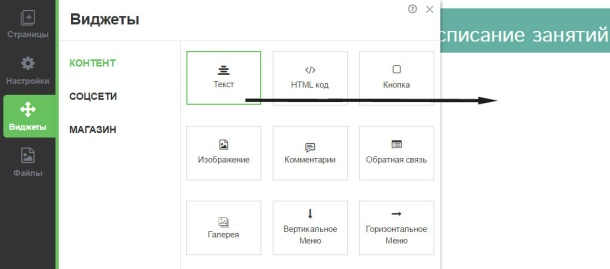 Страницы
Настройки
Виджеты
Файлы
Виджеты
КОНТЕНТ
СОЦСЕТИ
МАГАЗИН
Текст
</> HTML код
Кнопка
Изображение
Комментарии
Обратная связь
Галерея
Вертикальное
Меню
Горизонтальное
Меню
списание занятий